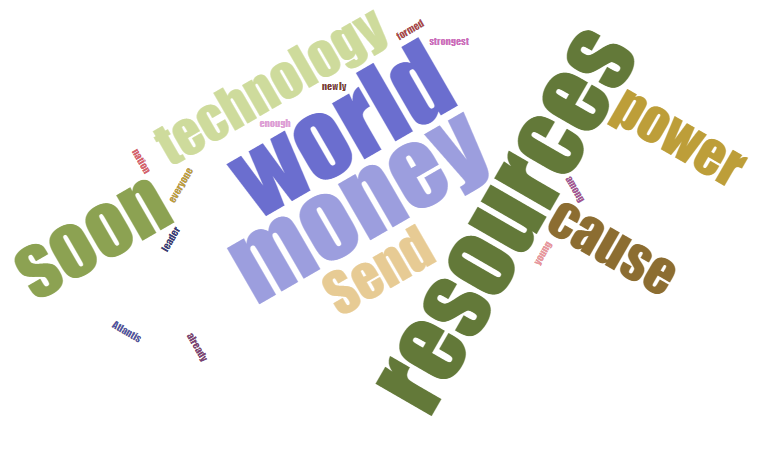 technology
formed
strongest
world
newly
enough
resources
power
money
nation
everyone
soon
among
cause
leader
young
Send
Atlantis
already